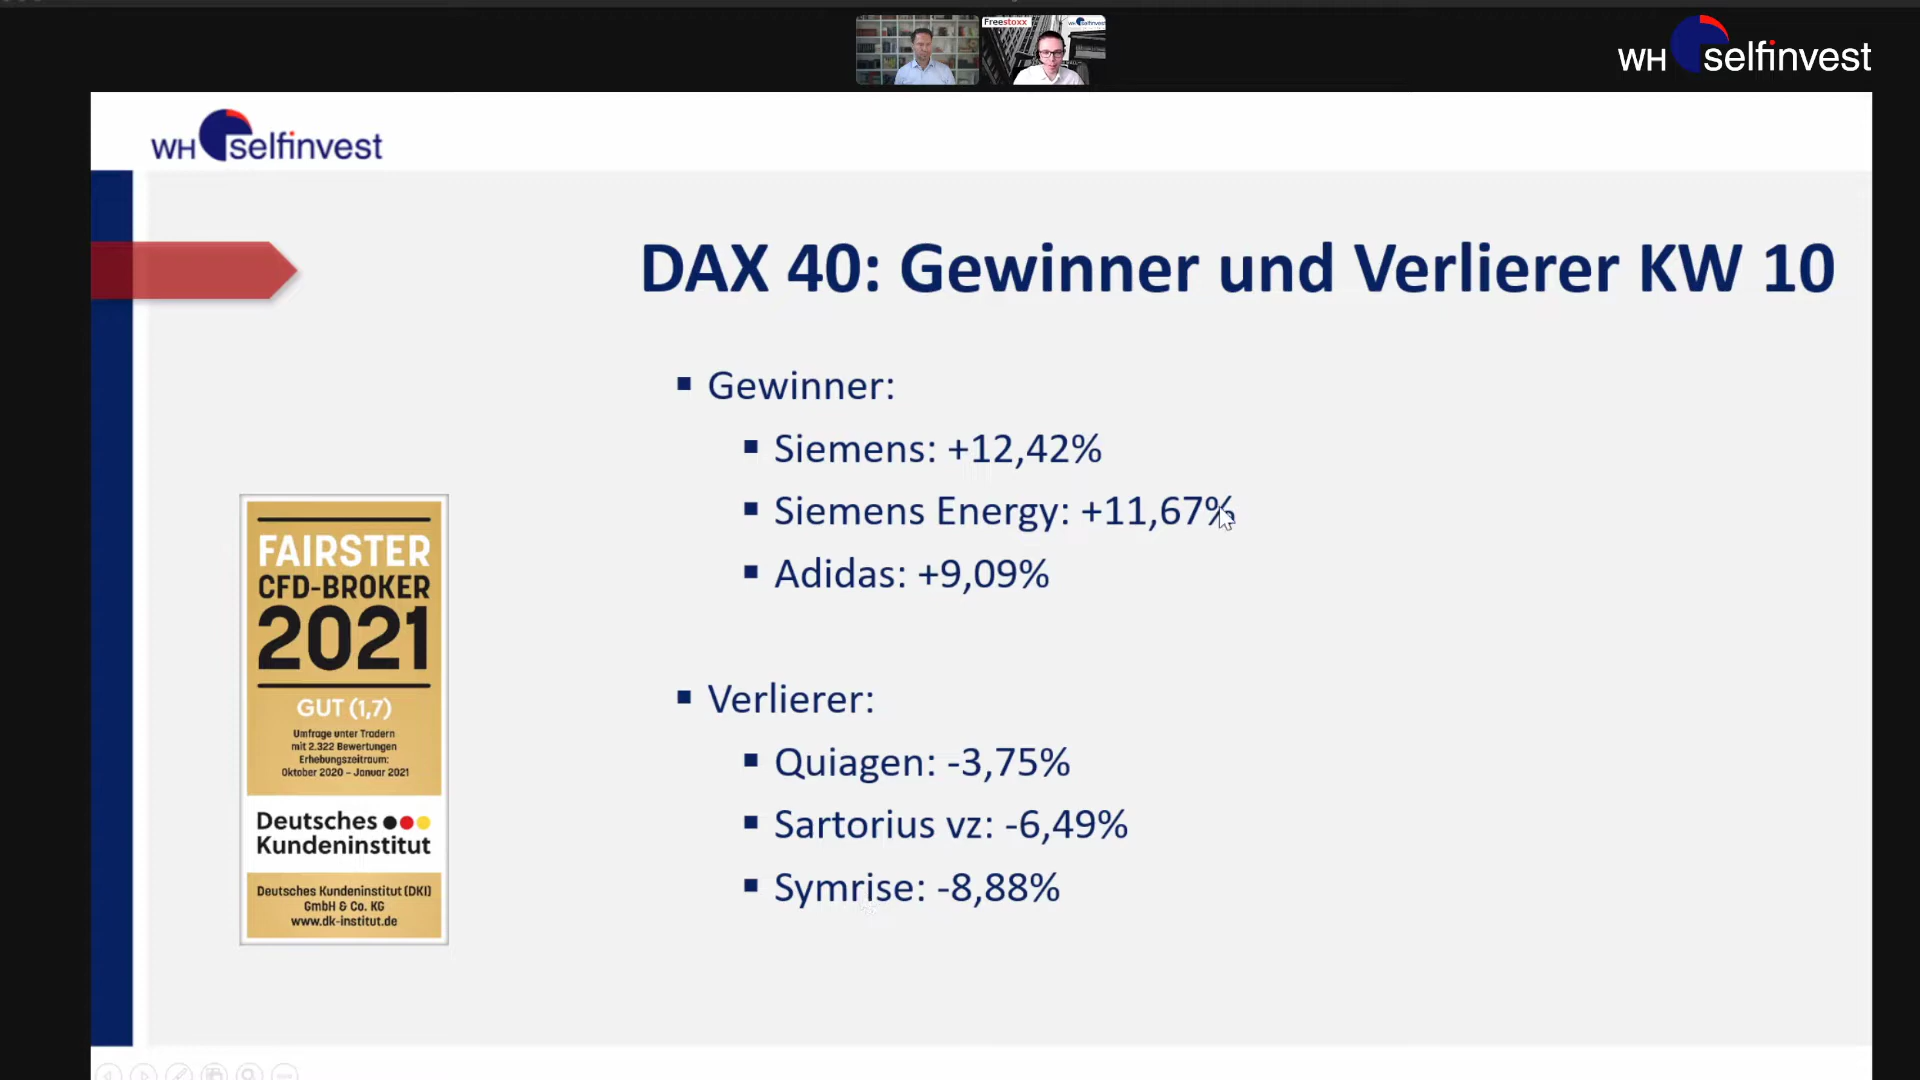 Freestoxx
WH selfinvest
WH selfinvest
WH selfinvest
DAX 40: Gewinner und Verlierer KW 10
Gewinner:
Siemens: +12,42%
Siemens Energy: +11,67%
Adidas: +9,09%
Verlierer:
Quiagen: -3,75%
Sartorius vz: -6,49%
Symrise: -8,88%
FAIRSTER
CFD-BROKER
2021
GUT (1,7)
Umfrage unter Tradern
mit 2.322 Bewertungen
Erhebungszeitraum:
Oktober 2020 – Januar 2021
Deutsches
Kundeninstitut
Deutsches Kundeninstitut (DKI)
GmbH & Co. KG
www.dk-institut.de